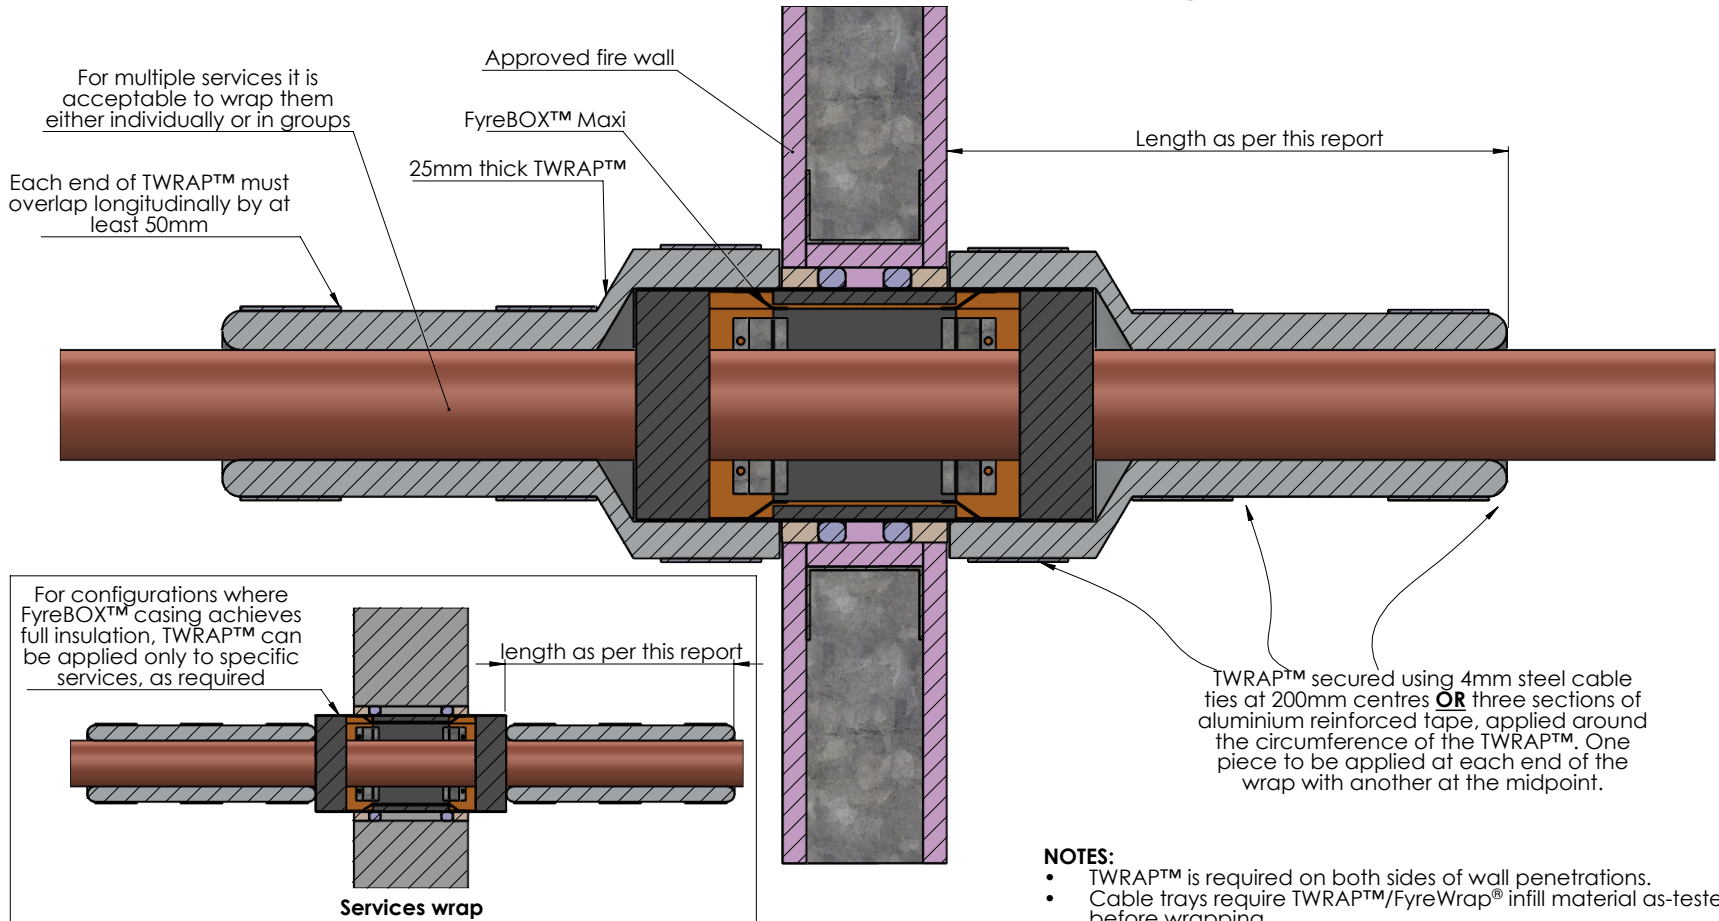 For multiple services it is
acceptable to wrap them
either individually or in groups
Approved fire wall
FyreBOX™ Maxi
25mm thick TWRAP™
Each end of TWRAP™ must
overlap longitudinally by at
least 50mm
Length as per this report
For configurations where
FyreBOX™ casing achieves
full insulation, TWRAP™ can
be applied only to specific
services, as required
length as per this report
Services wrap
TWRAP™ secured using 4mm steel cable
ties at 200mm centres OR three sections of
aluminium reinforced tape, applied around
the circumference of the TWRAP™. One
piece to be applied at each end of the
wrap with another at the midpoint.
NOTES:
• TWRAP™ is required on both sides of wall penetrations.
• Cable trays require TWRAP™/FyreWrap® infill material as-teste
before wrapping